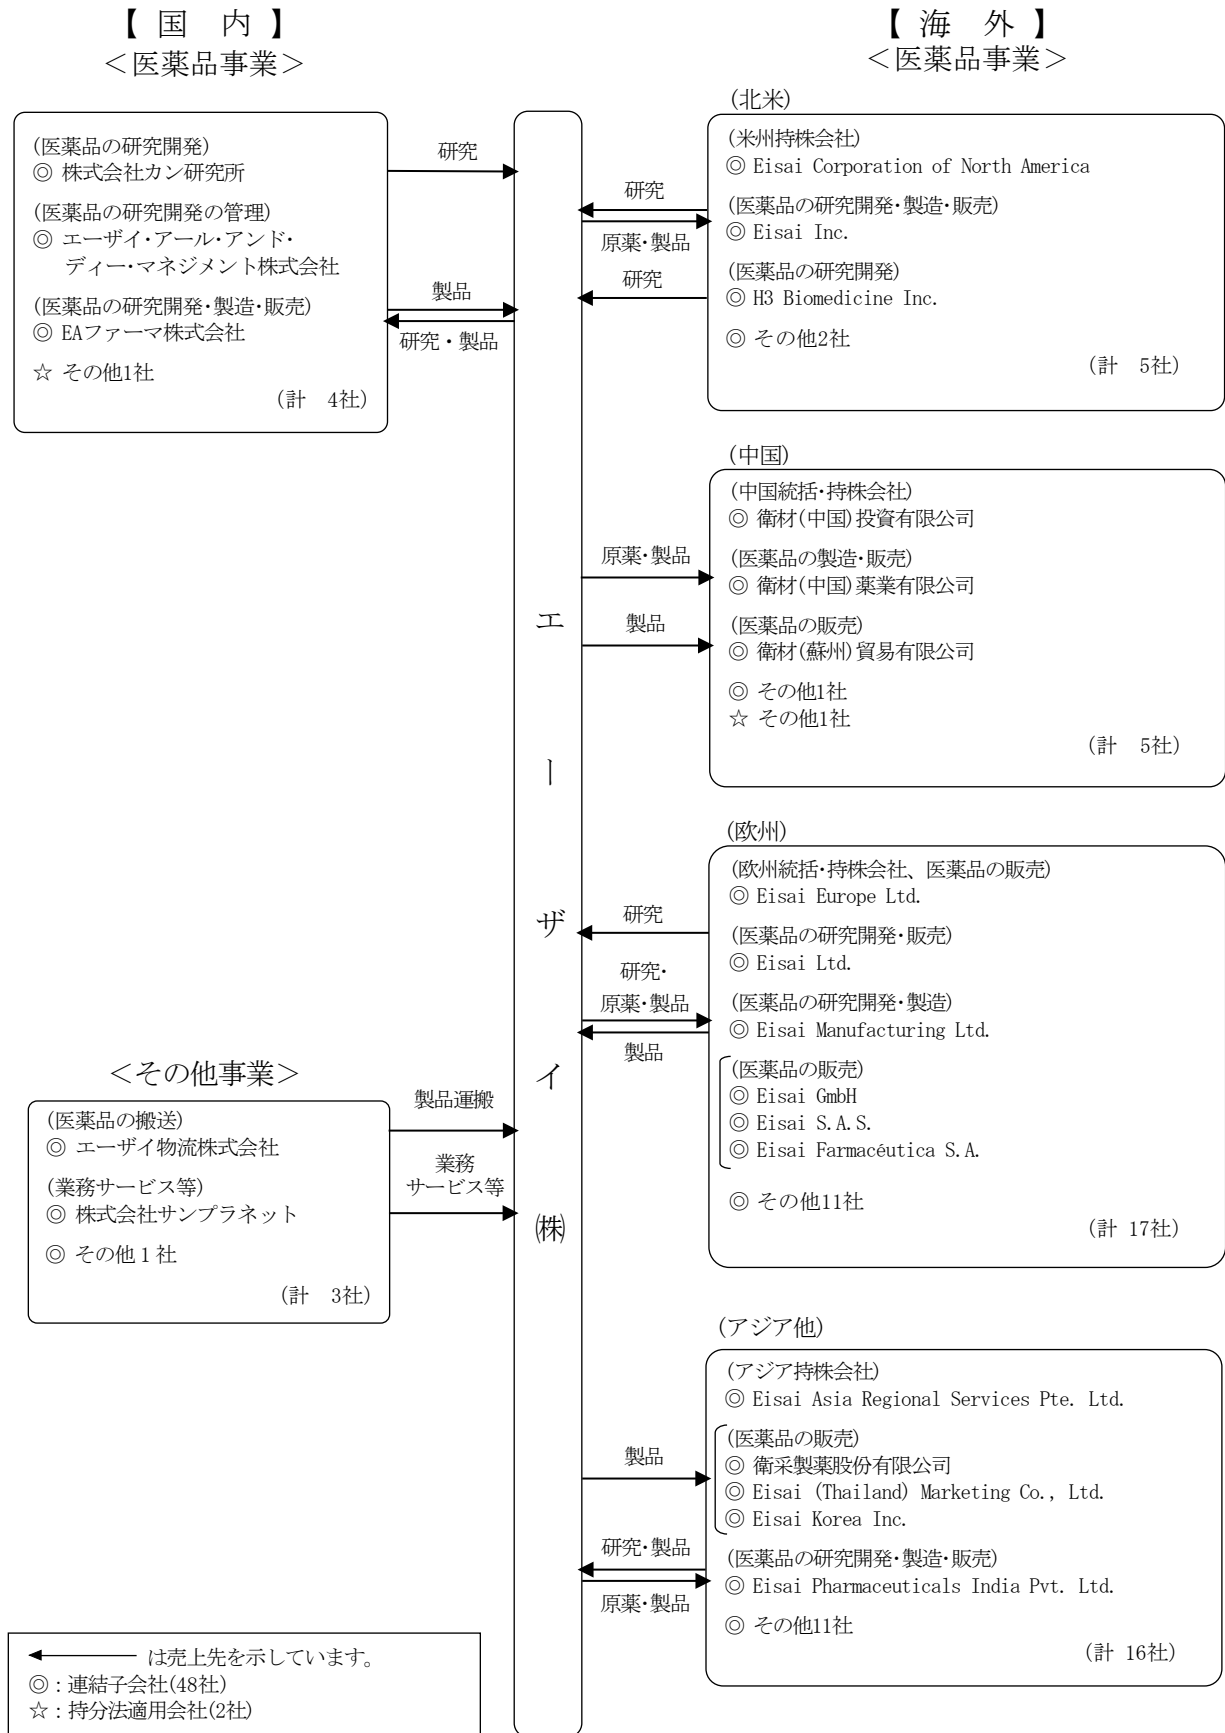 【 国　内 】
＜医薬品事業＞
(医薬品の研究開発)
◎ 株式会社カン研究所
(医薬品の研究開発の管理)
◎ エーザイ・アール・アンド・
ディー・マネジメント株式会社
(医薬品の研究開発・製造・販売)
◎ EAファーマ株式会社
☆ その他1社
(計　4社)
研究
製品
研究・製品
＜その他事業＞
(医薬品の搬送)
◎ エーザイ物流株式会社
(業務サービス等)
◎ 株式会社サンプラネット
◎ その他１社
(計　3社)
製品運搬
業務
サービス等
エーザイ㈱
【 海　外 】
＜医薬品事業＞
(北米)
(米州持株会社)
◎ Eisai Corporation of North America
(医薬品の研究開発・製造・販売)
◎ Eisai Inc.
(医薬品の研究開発)
◎ H3 Biomedicine Inc.
◎ その他2社
(計　5社)
研究
原薬・製品
研究
(中国)
(中国統括・持株会社)
◎ 衛材(中国)投資有限公司
(医薬品の製造・販売)
◎ 衛材(中国)薬業有限公司
(医薬品の販売)
◎ 衛材(蘇州)貿易有限公司
◎ その他1社
☆ その他1社
(計　5社)
原薬・製品
製品
(欧州)
(欧州統括・持株会社、医薬品の販売)
◎ Eisai Europe Ltd.
(医薬品の研究開発・販売)
◎ Eisai Ltd.
(医薬品の研究開発・製造)
◎ Eisai Manufacturing Ltd.
(医薬品の販売)
◎ Eisai GmbH
◎ Eisai S.A.S.
◎ Eisai Farmacéutica S.A.
◎ その他11社
(計 17社)
研究
研究・
原薬・製品
製品
(アジア他)
(アジア持株会社)
◎ Eisai Asia Regional Services Pte. Ltd.
(医薬品の販売)
◎ 衛采製薬股份有限公司
◎ Eisai (Thailand) Marketing Co., Ltd.
◎ Eisai Korea Inc.
(医薬品の研究開発・製造・販売)
◎ Eisai Pharmaceuticals India Pvt. Ltd.
◎ その他11社
(計 16社)
製品
研究・製品
原薬・製品
は売上先を示しています。
◎：連結子会社(48社)
☆：持分法適用会社(2社)